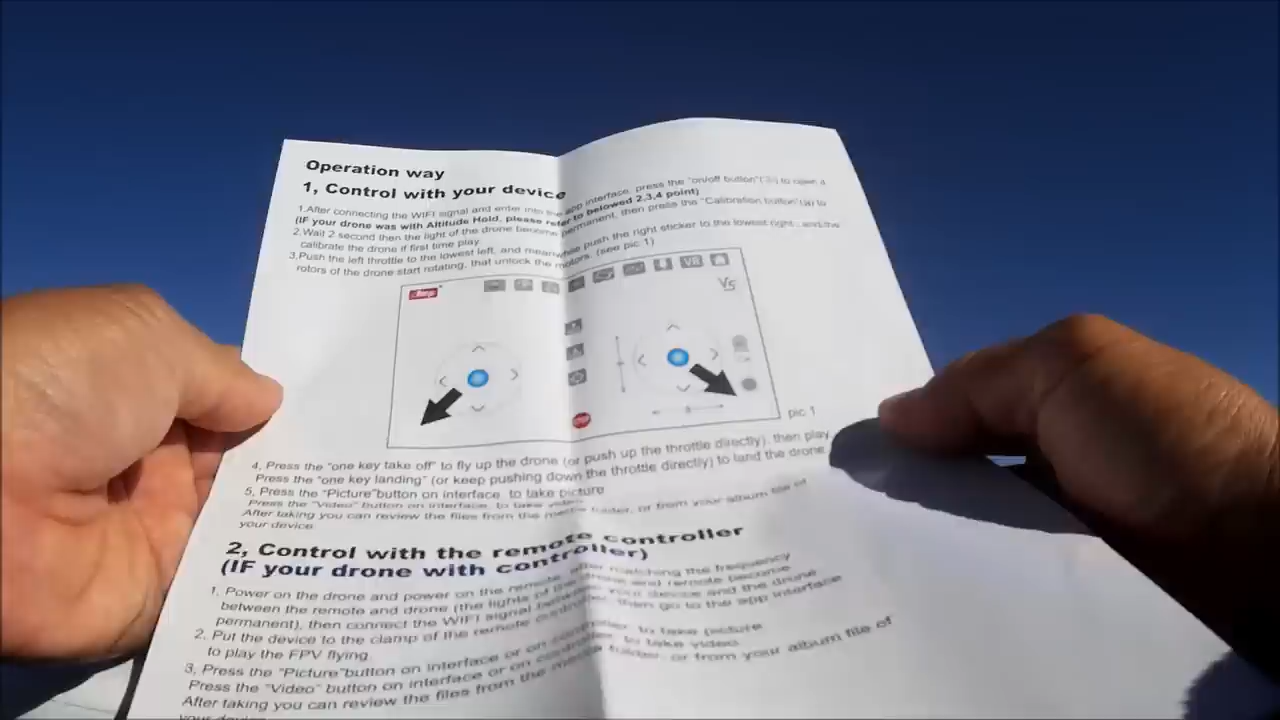 Operation way
1, Control with your device
1.After connecting the WIFI signal and enter into the app interface, press the "on/off button" to open it
(IF your drone was with Altitude Hold, please refer to belowed 2,3,4 point)
2.Wait 2 second then the light of the drone become permanent, then press the "Calibration button" to
calibrate the drone if first time play
3,Push the left throttle to the lowest left, and meanwhile push the right sticker to the lowest right, and the
rotors of the drone start rotating, that unlock the motors. (see pic 1)
VR
STOP
pic 1
4, Press the "one key take off" to fly up the drone (or push up the throttle directly), then play
Press the "one key landing" (or keep pushing down the throttle directly) to land the drone
5, Press the "Picture"button on interface, to take picture
Press the "Video" button on interface, to take video
After taking you can review the files from the media folder, or from your album file of
your device
2, Control with the remote controller
(IF your drone with controller)
1. Power on the drone and power on the remote, after matching the frequency
between the remote and drone (the lights of the drone and remote become
permanent), then connect the WIFI signal between your device and the drone
2. Put the device to the clamp of the remote controller, then go to the app interface
to play the FPV flying.
3, Press the "Picture"button on interface or on controller, to take picture
Press the "Video" button on interface or on controller, to take video
After taking you can review the files from the media folder, or from your album file of
your device